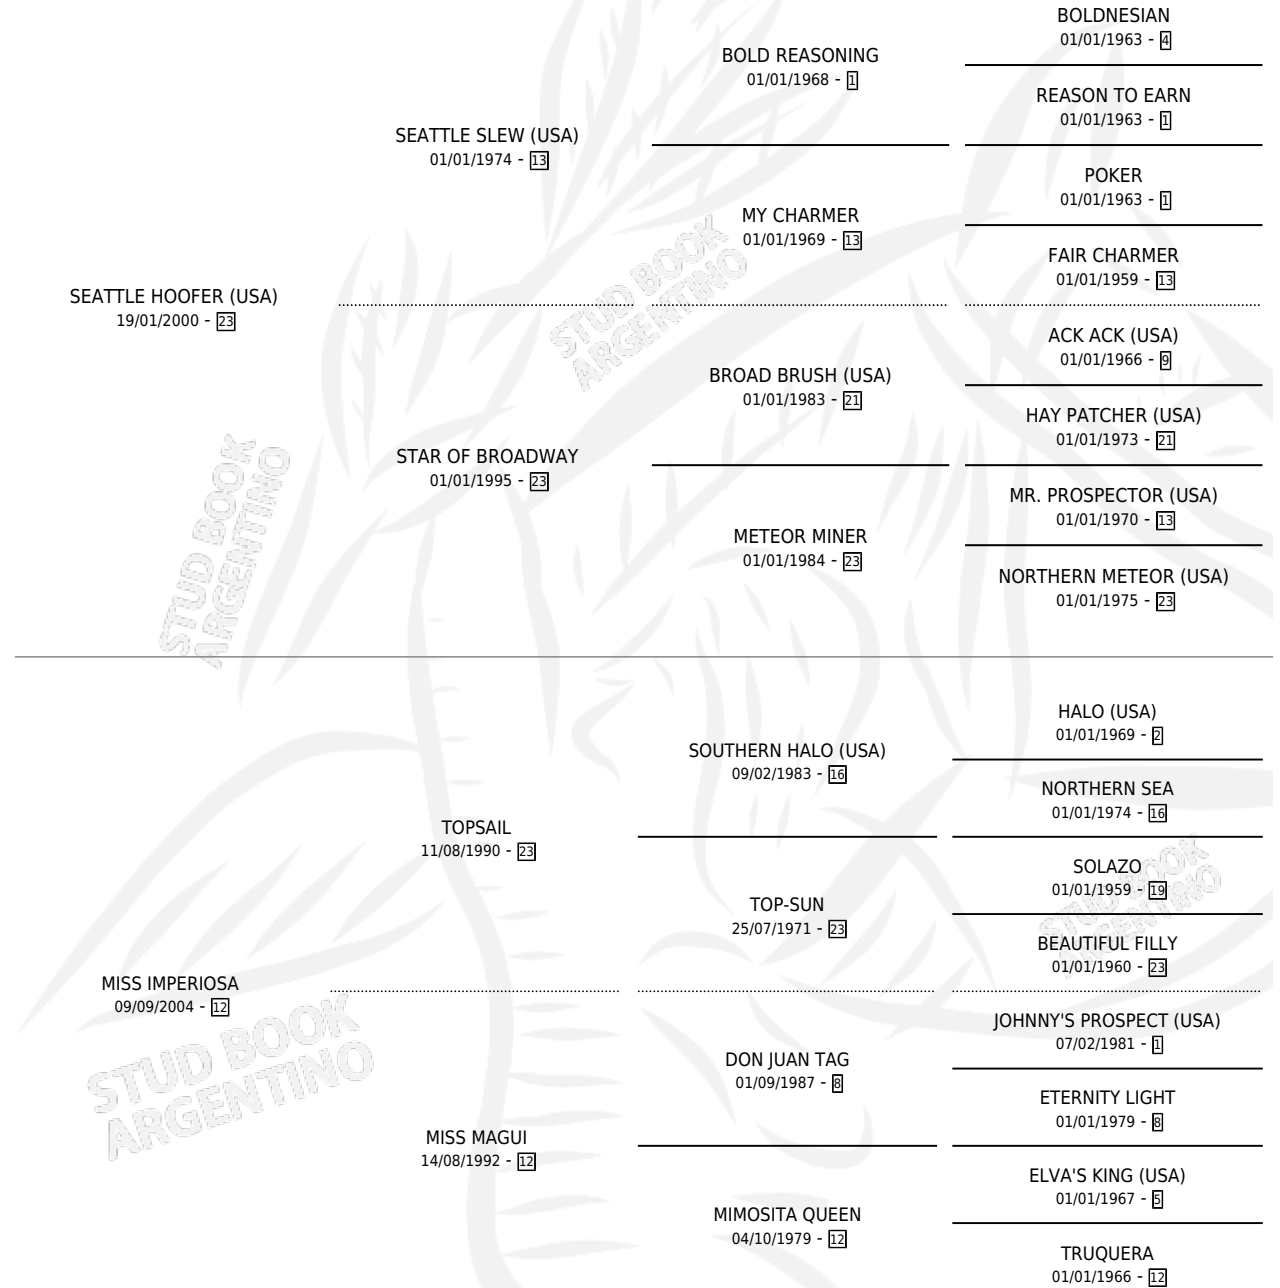 BOLDNESIAN
01/01/1963 - 4
BOLD REASONING
01/01/1968 - 1
REASON TO EARN
01/01/1963 - 1
SEATTLE SLEW (USA)
01/01/1974 - 13
POKER
01/01/1963 - 1
MY CHARMER
01/01/1969 - 13
FAIR CHARMER
01/01/1959 - 13
SEATTLE HOOFER (USA)
19/01/2000 - 23
ACK ACK (USA)
01/01/1966 - 9
BROAD BRUSH (USA)
01/01/1983 - 21
HAY PATCHER (USA)
01/01/1973 - 21
STAR OF BROADWAY
01/01/1995 - 23
MR. PROSPECTOR (USA)
01/01/1970 - 13
METEOR MINER
01/01/1984 - 23
NORTHERN METEOR (USA)
01/01/1975 - 23
HALO (USA)
01/01/1969 - 2
SOUTHERN HALO (USA)
09/02/1983 - 16
NORTHERN SEA
01/01/1974 - 16
TOPSAIL
11/08/1990 - 23
SOLAZO
01/01/1959 - 19
TOP-SUN
25/07/1971 - 23
BEAUTIFUL FILLY
01/01/1960 - 23
MISS IMPERIOSA
09/09/2004 - 12
JOHNNY'S PROSPECT (USA)
07/02/1981 - 1
DON JUAN TAG
01/09/1987 - 8
ETERNITY LIGHT
01/01/1979 - 8
MISS MAGUI
14/08/1992 - 12
ELVA'S KING (USA)
01/01/1967 - 5
MIMOSITA QUEEN
04/10/1979 - 12
TRUQUERA
01/01/1966 - 12
STUD BOOK
ARGENTINO
STUD BOOK
ARGENTINO
STUD BOOK
ARGENTINO
STUD BOOK
ARGENTINO